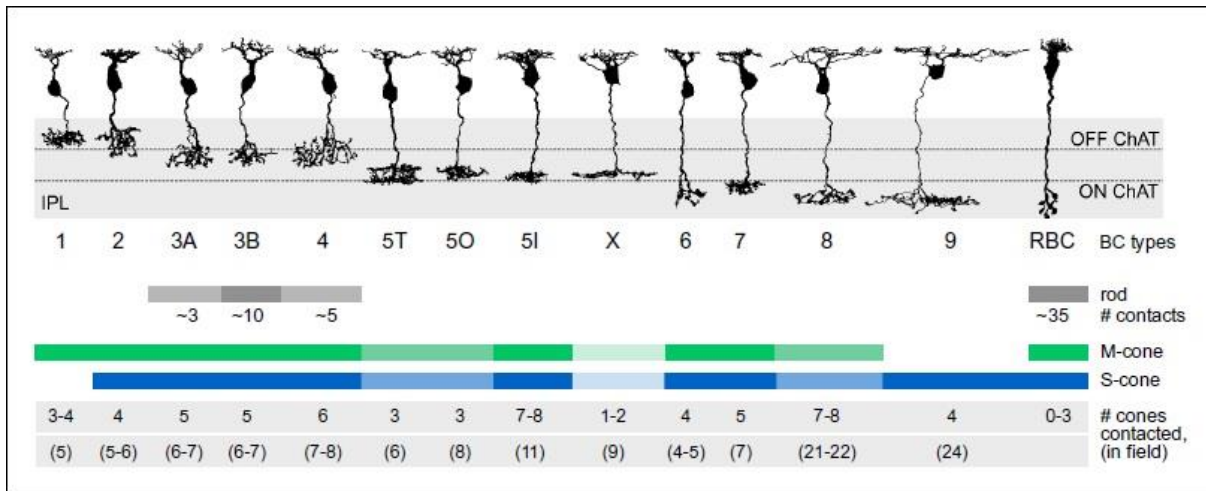 OFF ChAT
ON ChAT
IPL
1 2 3A 3B 4 5T 5O 5I X 6 7 8 9 RBC BC types
rod
~3 ~10 ~5 ~35 # contacts
M-cone
S-cone
3-4 4 5 5 6 3 3 7-8 1-2 4 5 7-8 4 0-3 # cones
contacted,
(5) (5-6) (6-7) (6-7) (7-8) (6) (8) (11) (9) (4-5) (7) (21-22) (24) (in field)